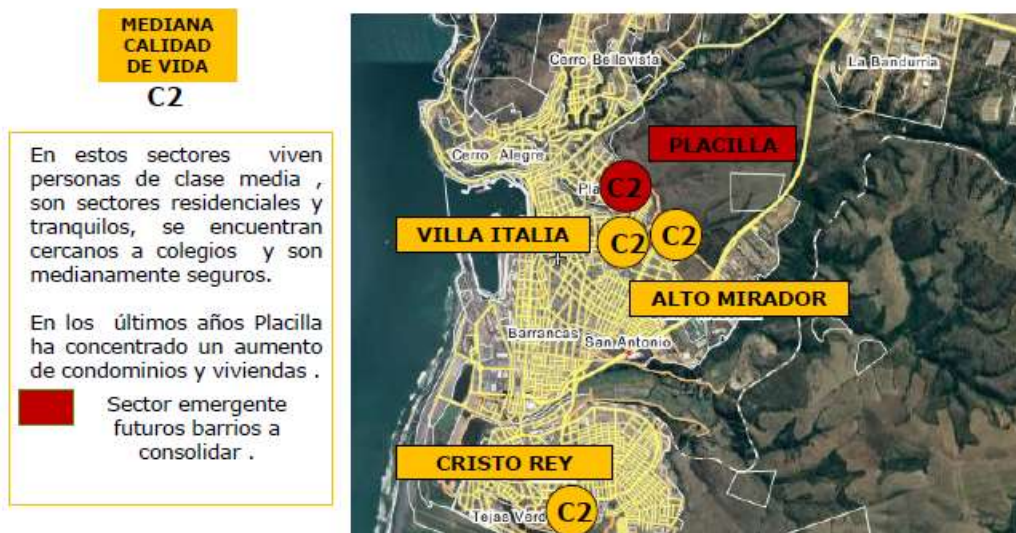 MEDIANA
CALIDAD
DE VIDA
C2
En estos sectores viven
personas de clase media ,
son sectores residenciales y
tranquilos, se encuentran
cercanos a colegios y son
medianamente seguros.
En los últimos años Placilla
ha concentrado un aumento
de condominios y viviendas .
Sector emergente
futuros barrios a
consolidar .
Cerro Bellavista
La Bandurria
Cerro Alegre
PLACILLA
Pla
C2
VILLA ITALIA
C2
C2
ALTO MIRADOR
Barrancas
San Antonio
CRISTO REY
Tejas Verd
C2